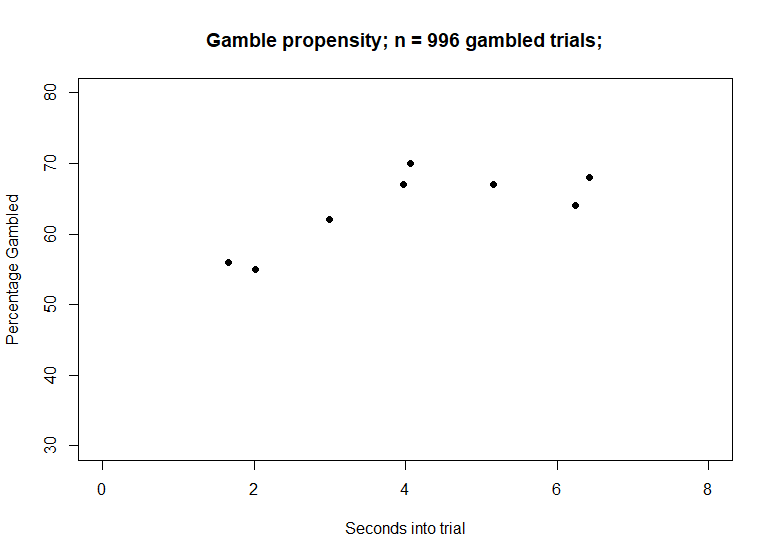 Gamble propensity; n = 996 gambled trials;
80
70
60
50
40
30
Percentage Gambled
0 2 4 6 8
Seconds into trial